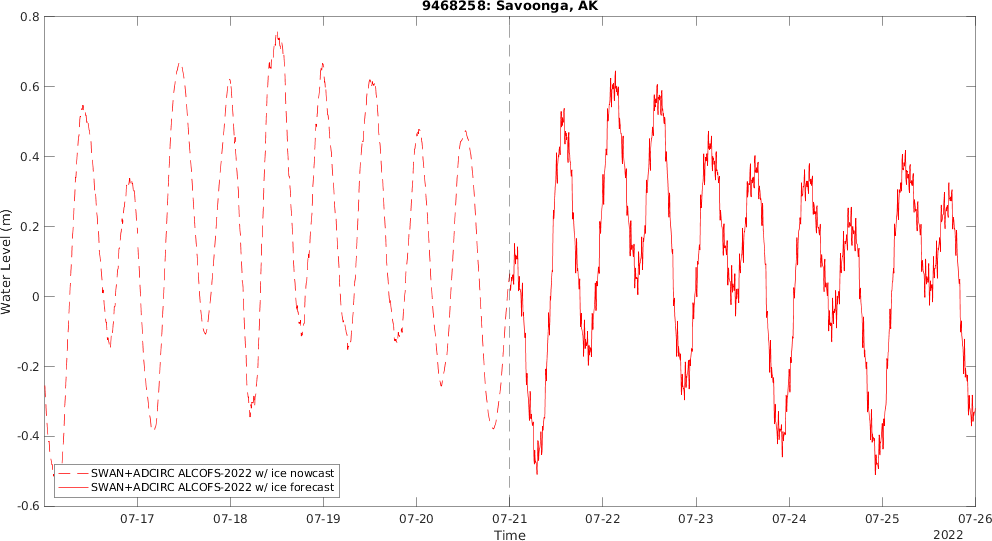 9468258: Savoonga, AK
0.8
0.6
0.4
0.2
0
-0.2
-0.4
-0.6
Water Level (m)
SWAN+ADCIRC ALCOFS-2022 w/ ice nowcast
SWAN+ADCIRC ALCOFS-2022 w/ ice forecast
07-17 07-18 07-19 07-20 07-21 07-22 07-23 07-24 07-25 07-26
Time
2022